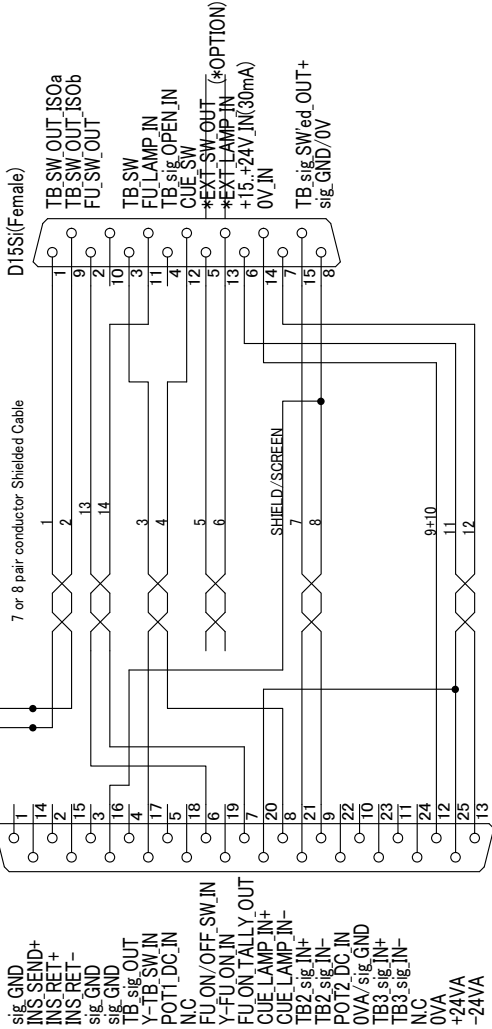 D15Si(Female)
7 or 8 pair conductor Shielded Cable
sig_GND
INS_SEND+
INS_RET+
INS_RET-
sig_GND
sig_GND
TB_sig_OUT
Y-TB_SW_IN
POT1_DC_IN
N.C
FU_ON/OFF_SW_IN
Y-FU_ON_IN
FU_ON_TALLY_OUT
CUE_LAMP_IN+
CUE_LAMP_IN-
TB2_sig_IN+
TB2_sig_IN-
POT2_DC_IN
0VA/sig_GND
TB3_sig_IN+
TB3_sig_IN-
N.C
0VA
+24VA
-24VA
1
14
2
15
3
16
4
17
5
18
6
19
7
20
8
21
9
22
10
23
11
24
12
25
13
1
2
13
14
3
4
5
6
SHIELD/SCREEN
7
8
9+10
11
12
1
9
2
10
3
11
4
12
5
13
6
14
7
15
8
TB_SW_OUT_ISOa
TB_SW_OUT_ISOb
FU_SW_OUT
TB_SW
FU_LAMP_IN
TB_sig_OPEN_IN
CUE_SW
*EXT_SW_OUT
*EXT_LAMP_IN
(*OPTION)
+15..+24V_IN(30mA)
0V_IN
TB_sig_SW'ed_OUT+
sig_GND/0V